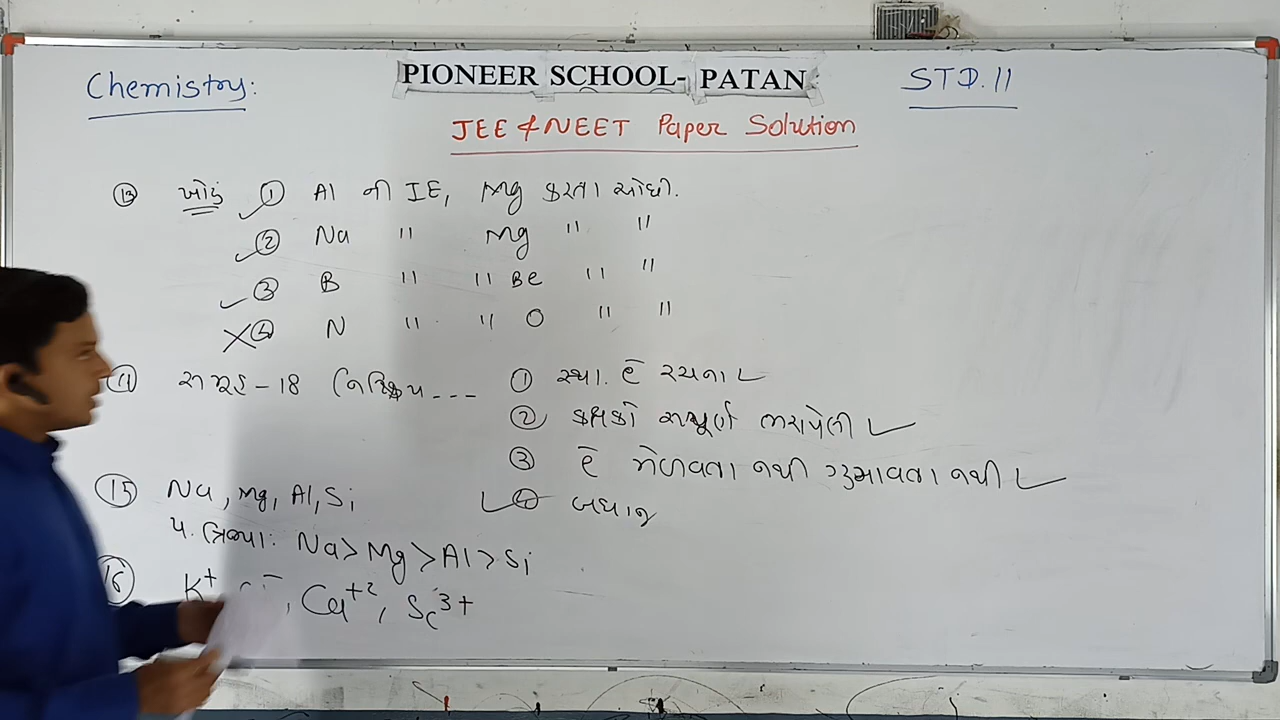 Chemistry:
PIONEER SCHOOL- PATAN
STD. 11
JEE & NEET Paper Solution
13 ખોટું ① Al ની IE, Mg કરતા ઓછી.
② Na " Mg " "
③ B " " Be " "
④ N " " O " "
14 સમૂહ-18 નિષ્ક્રિય --- ① સ્થા. e̅ રચના
② કક્ષકો સંપૂર્ણ ભરાયેલી
③ e̅ મેળવતા નથી ગુમાવતા નથી
④ બધાજ
15 Na, Mg, Al, Si
પ. ત્રિજ્યા: Na > Mg > Al > Si
16 K⁺ , Ca⁺², Sc³⁺